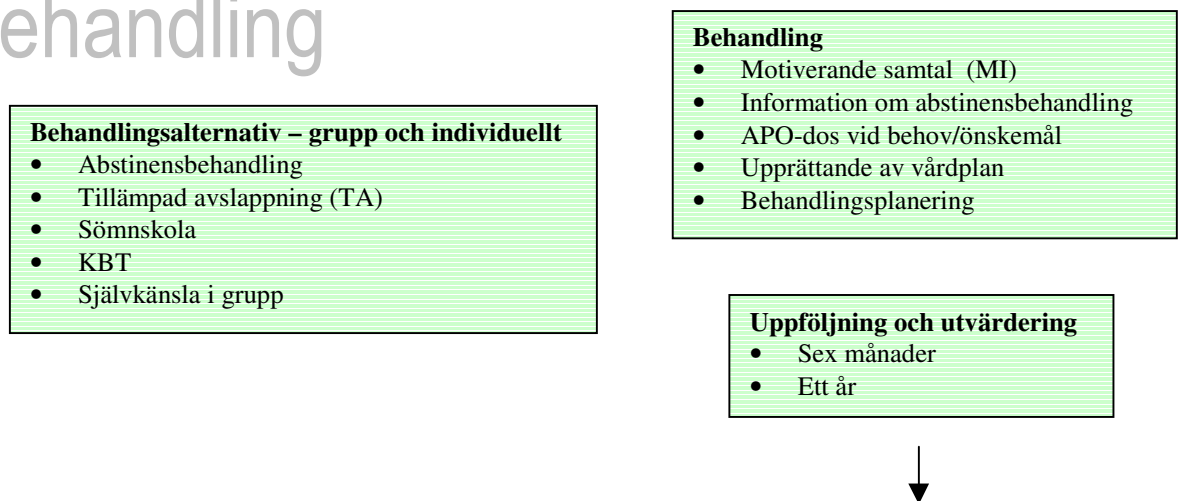 ehandling
Behandlingsalternativ – grupp och individuellt
• Abstinensbehandling
• Tillämpad avslappning (TA)
• Sömnskola
• KBT
• Självkänsla i grupp
Behandling
• Motiverande samtal (MI)
• Information om abstinensbehandling
• APO-dos vid behov/önskemål
• Upprättande av vårdplan
• Behandlingsplanering
Uppföljning och utvärdering
• Sex månader
• Ett år